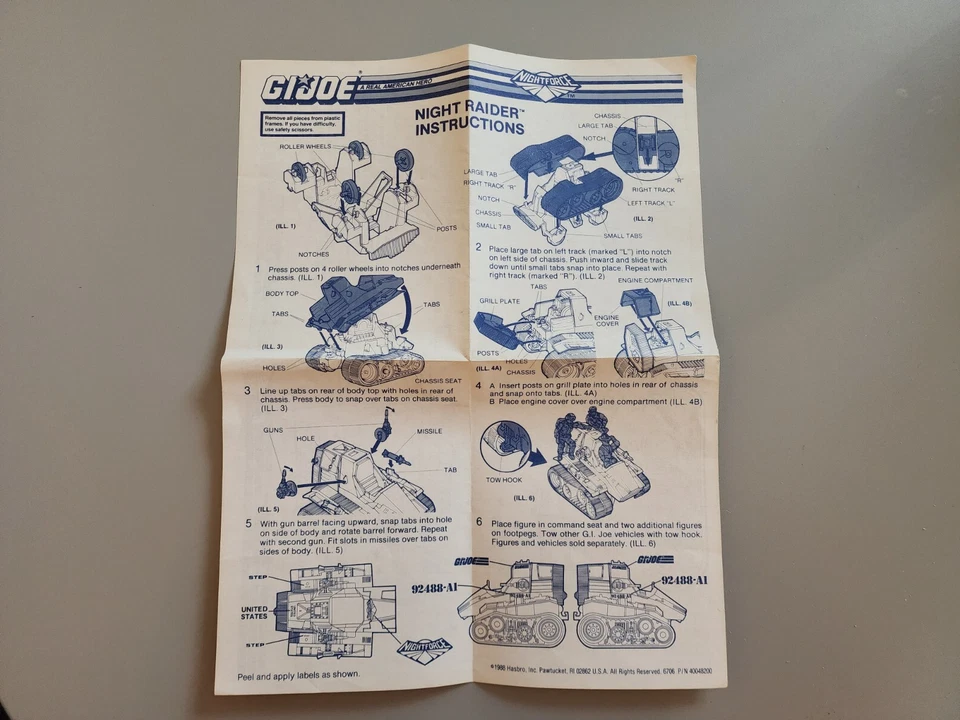 GI JOE
A REAL AMERICAN HERO
NIGHTFORCE
TM
Remove all pieces from plastic
frames. If you have difficulty,
use safety scissors.
NIGHT RAIDER™
INSTRUCTIONS
ROLLER WHEELS
(ILL. 1)
POSTS
NOTCHES
1 Press posts on 4 roller wheels into notches underneath
chassis. (ILL. 1)
CHASSIS
LARGE TAB
NOTCH
LARGE TAB
RIGHT TRACK "R"
"R"
RIGHT TRACK
NOTCH
LEFT TRACK "L"
CHASSIS
(ILL. 2)
SMALL TAB
SMALL TABS
2 Place large tab on left track (marked "L") into notch
on left side of chassis. Push inward and slide track
down until small tabs snap into place. Repeat with
right track (marked "R"). (ILL. 2)
BODY TOP
TABS
TABS
(ILL. 3)
HOLES
CHASSIS SEAT
3 Line up tabs on rear of body top with holes in rear of
chassis. Press body to snap over tabs on chassis seat.
(ILL. 3)
ENGINE COMPARTMENT
TABS
GRILL PLATE
(ILL. 4B)
ENGINE
COVER
POSTS
HOLES
(ILL. 4A)
CHASSIS
4 A Insert posts on grill plate into holes in rear of chassis
and snap onto tabs. (ILL. 4A)
B Place engine cover over engine compartment (ILL. 4B)
GUNS
HOLE
MISSILE
TAB
(ILL. 5)
5 With gun barrel facing upward, snap tabs into hole
on side of body and rotate barrel forward. Repeat
with second gun. Fit slots in missiles over tabs on
sides of body. (ILL. 5)
TOW HOOK
(ILL. 6)
6 Place figure in command seat and two additional figures
on footpegs. Tow other G.I. Joe vehicles with tow hook.
Figures and vehicles sold separately. (ILL. 6)
STEP
UNITED
STATES
STEP
92488-A1
NIGHTFORCE
GI JOE
GI JOE
92488-A1
Peel and apply labels as shown.
©1988 Hasbro, Inc. Pawtucket, RI 02862 U.S.A. All Rights Reserved. 6706 P/N 40048200